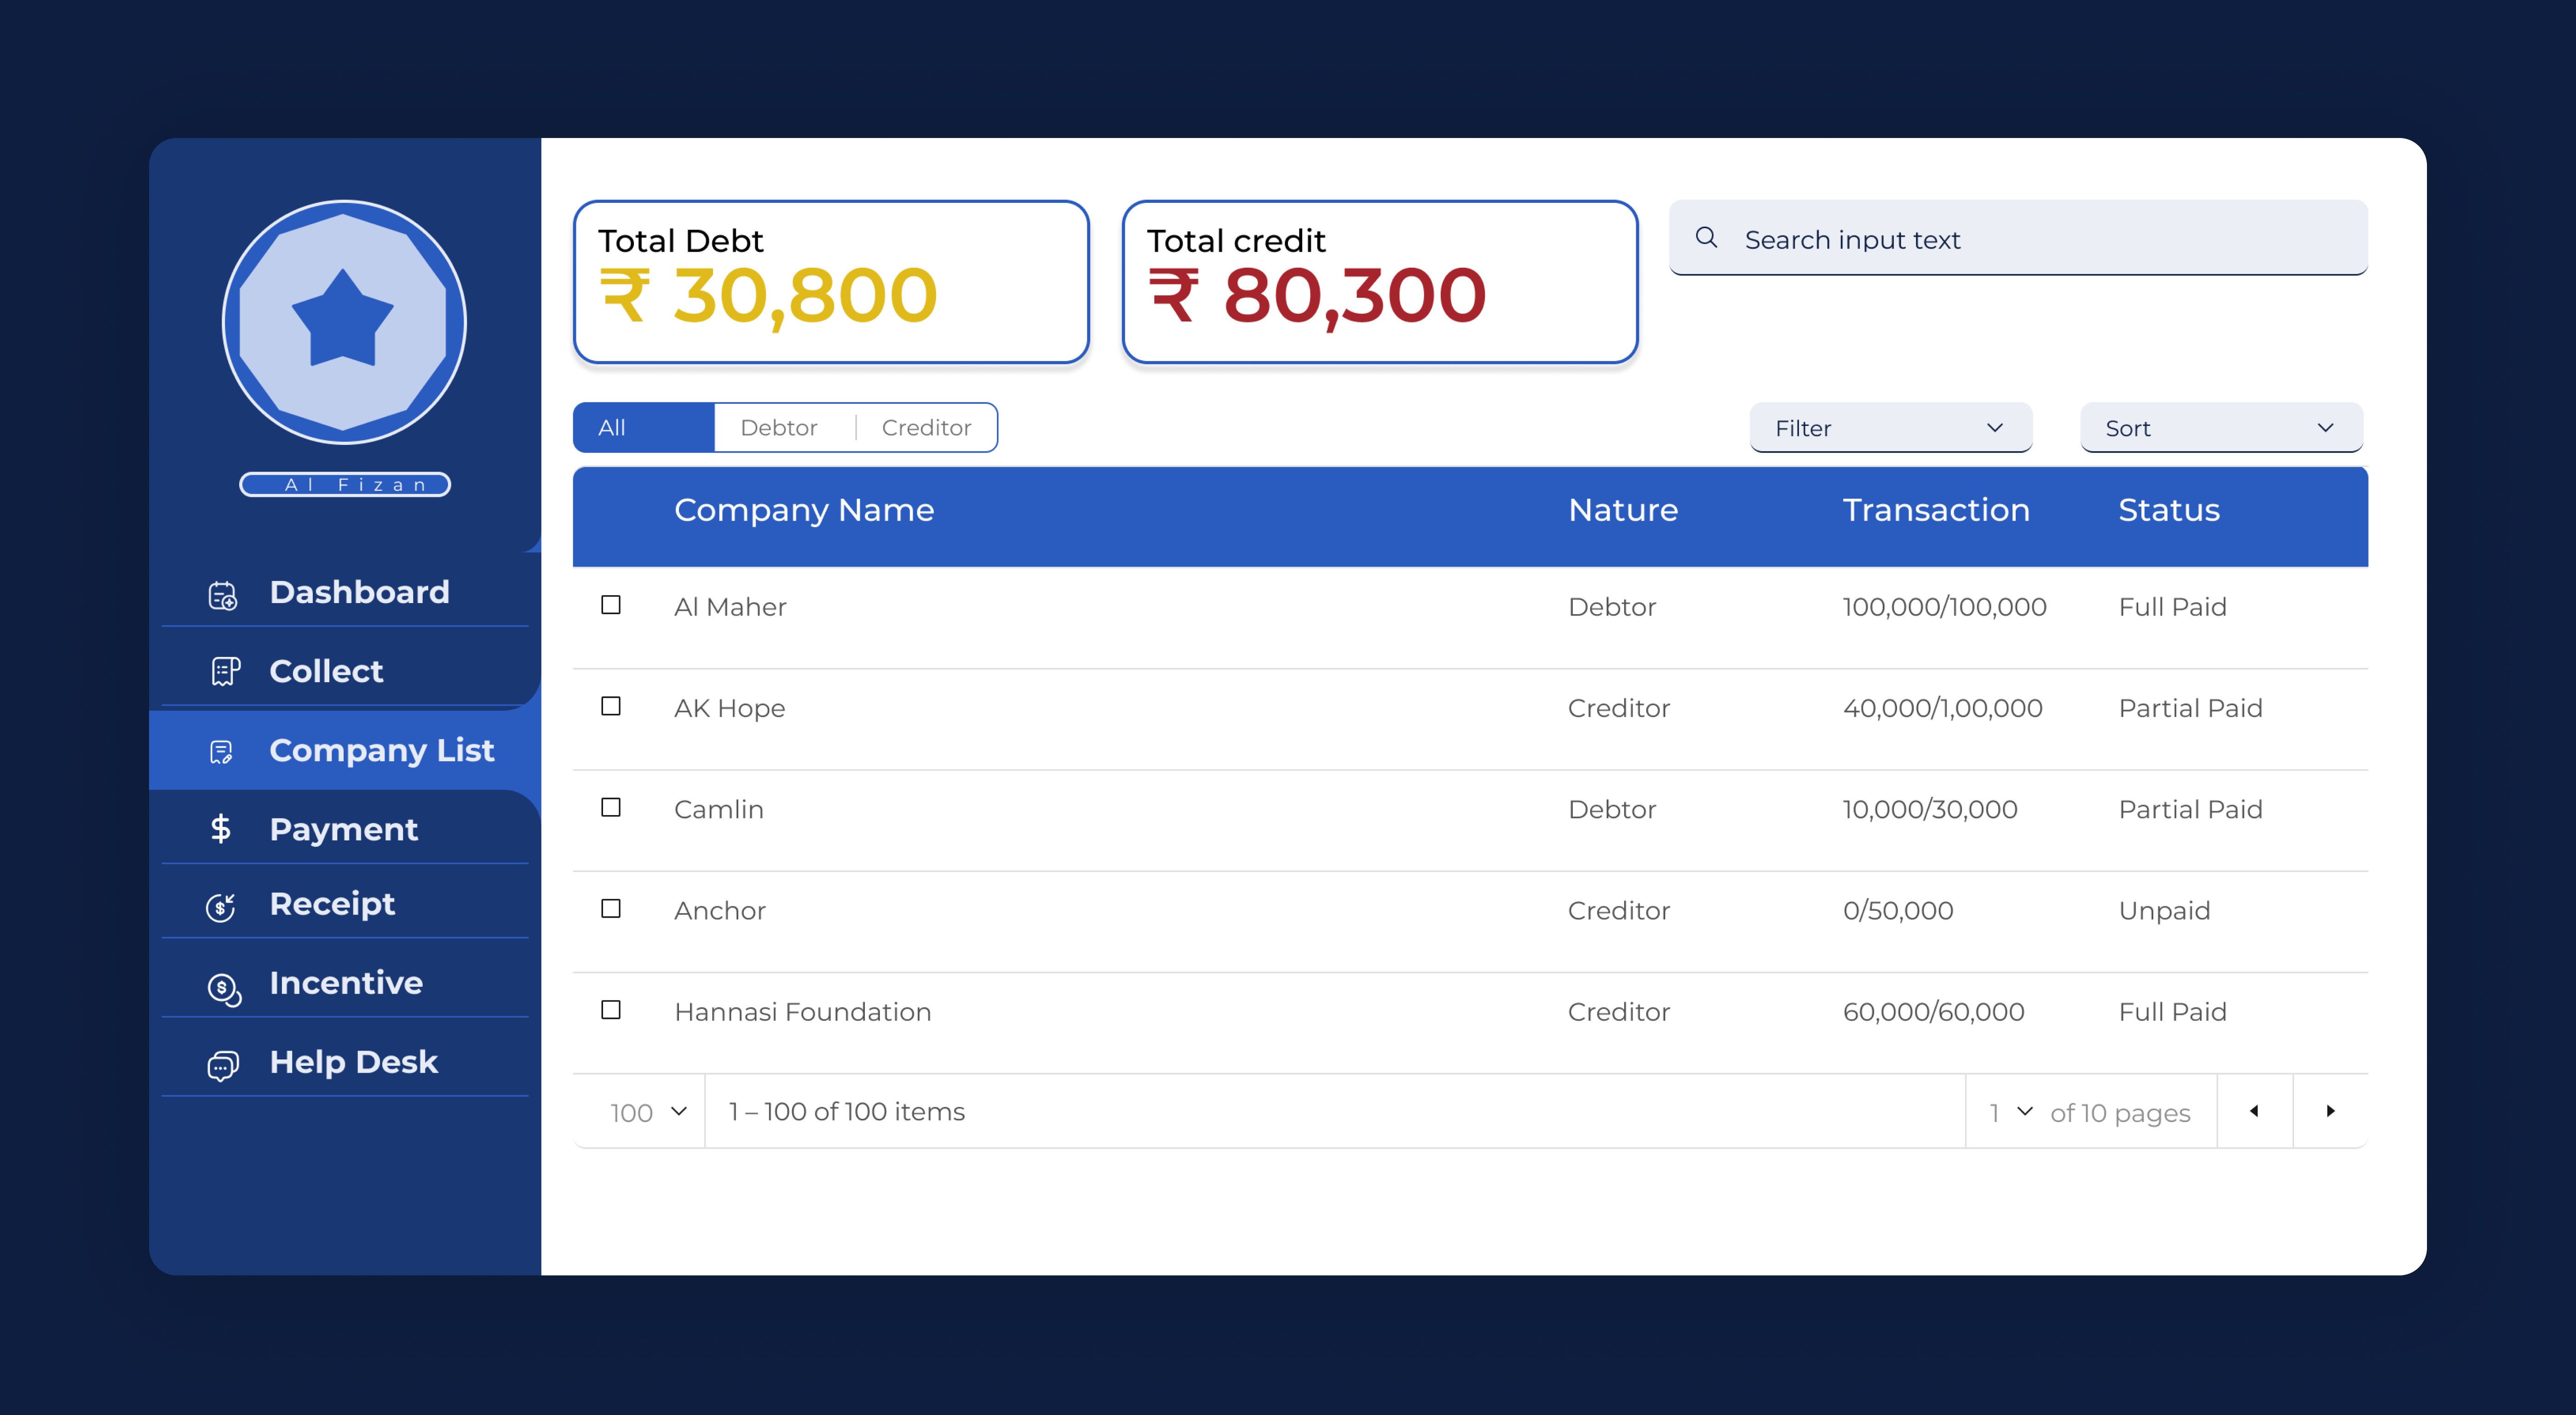 Al Fizan
Dashboard
Collect
Company List
Payment
Receipt
Incentive
Help Desk
Total Debt
₹ 30,800
Total credit
₹ 80,300
Search input text
All Debtor Creditor
Filter Sort
Company Name Nature Transaction Status
Al Maher Debtor 100,000/100,000 Full Paid
AK Hope Creditor 40,000/1,00,000 Partial Paid
Camlin Debtor 10,000/30,000 Partial Paid
Anchor Creditor 0/50,000 Unpaid
Hannasi Foundation Creditor 60,000/60,000 Full Paid
100 1 – 100 of 100 items 1 of 10 pages